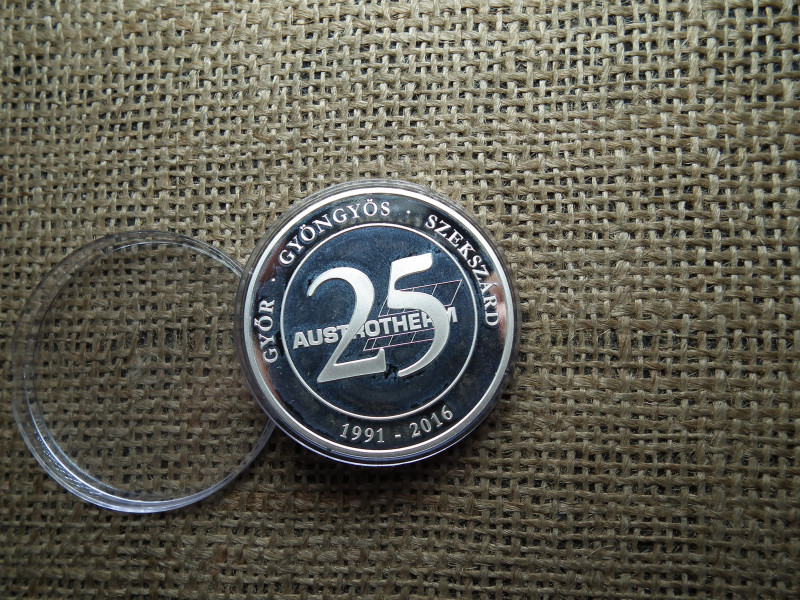 GYŐR · GYÖNGYÖS · SZEKSZÁRD
25
AUSTROTHERM
1991 - 2016